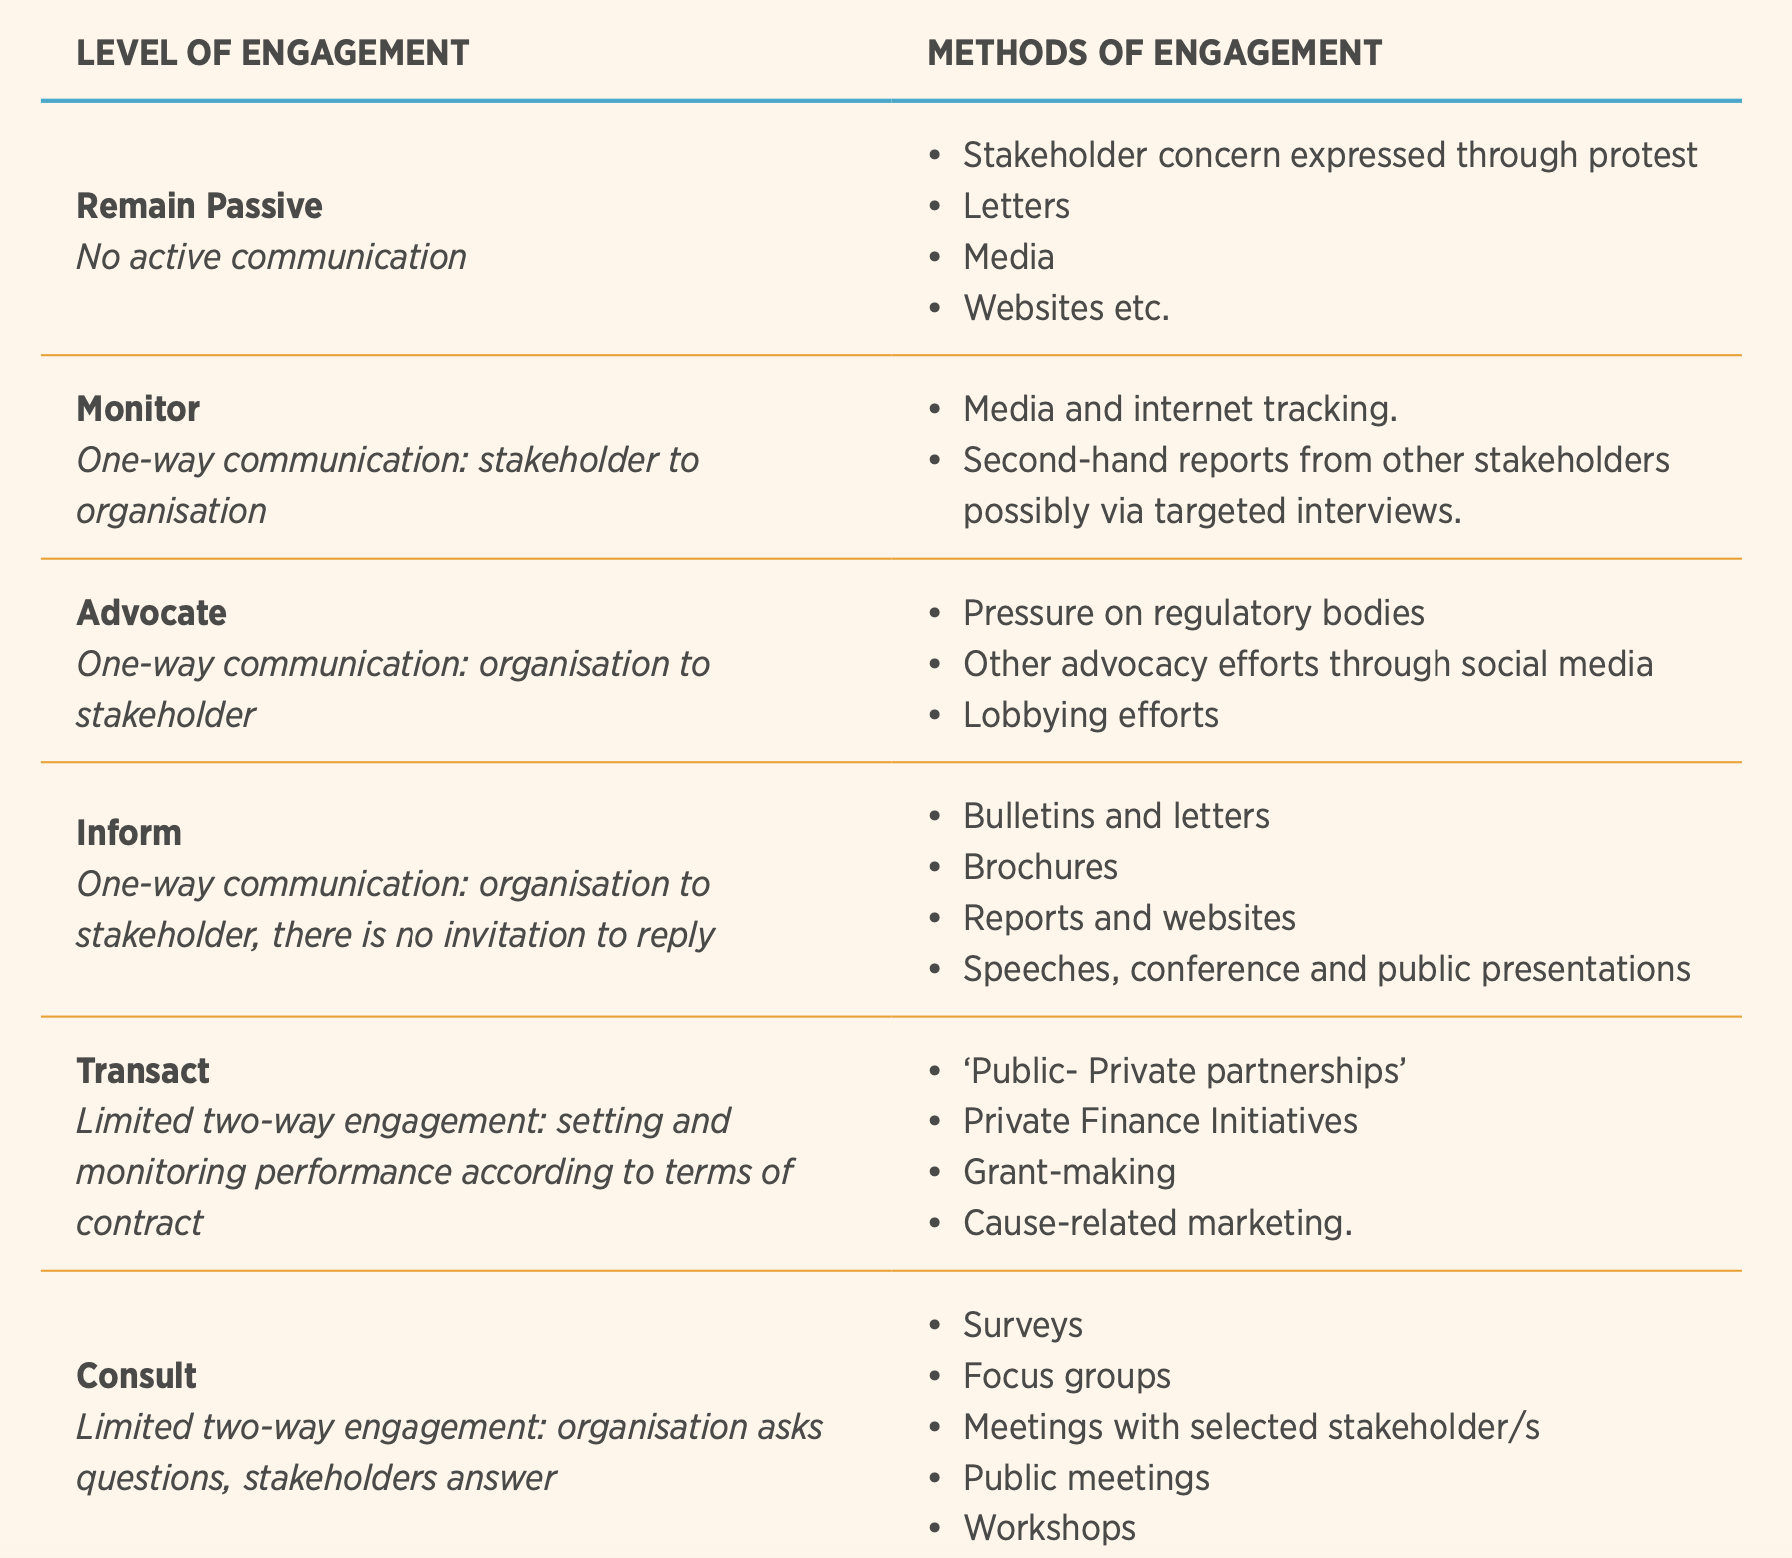 LEVEL OF ENGAGEMENT
METHODS OF ENGAGEMENT
Remain Passive
No active communication
• Stakeholder concern expressed through protest
• Letters
• Media
• Websites etc.
Monitor
One-way communication: stakeholder to
organisation
• Media and internet tracking.
• Second-hand reports from other stakeholders
possibly via targeted interviews.
Advocate
One-way communication: organisation to
stakeholder
• Pressure on regulatory bodies
• Other advocacy efforts through social media
• Lobbying efforts
Inform
One-way communication: organisation to
stakeholder, there is no invitation to reply
• Bulletins and letters
• Brochures
• Reports and websites
• Speeches, conference and public presentations
Transact
Limited two-way engagement: setting and
monitoring performance according to terms of
contract
• ‘Public- Private partnerships’
• Private Finance Initiatives
• Grant-making
• Cause-related marketing.
Consult
Limited two-way engagement: organisation asks
questions, stakeholders answer
• Surveys
• Focus groups
• Meetings with selected stakeholder/s
• Public meetings
• Workshops